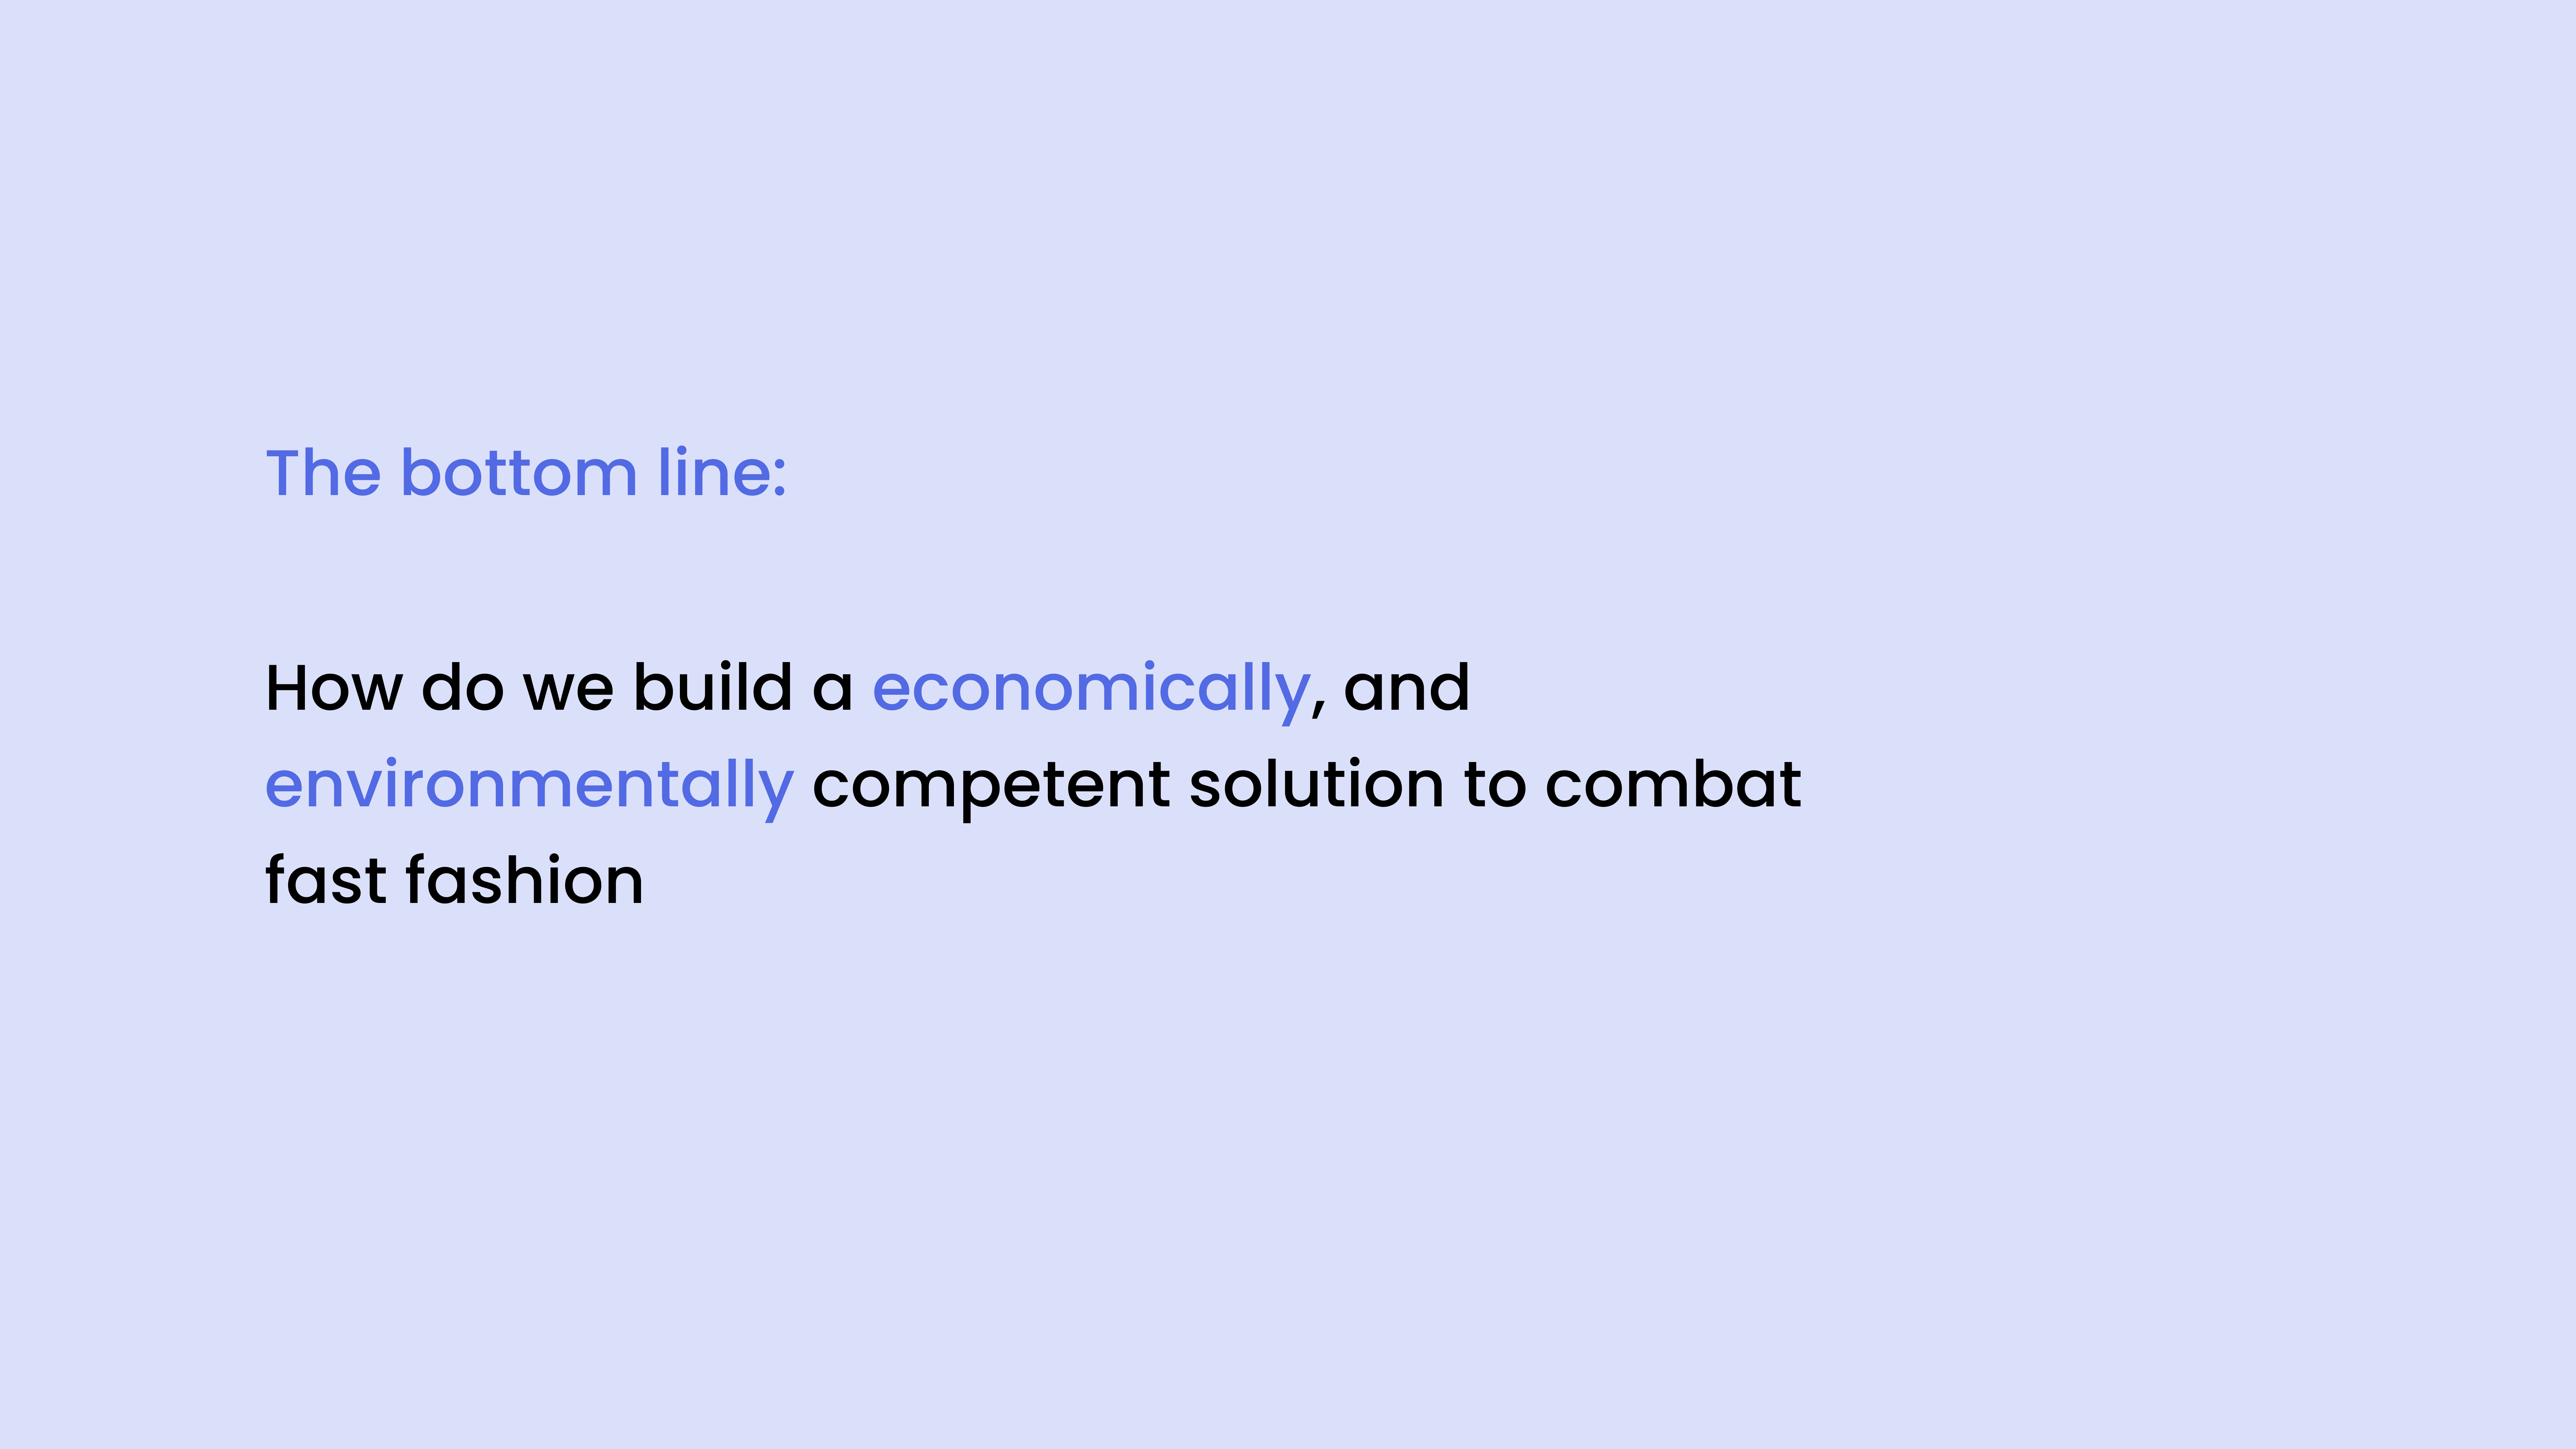 The bottom line:
How do we build a economically, and
environmentally competent solution to combat
fast fashion